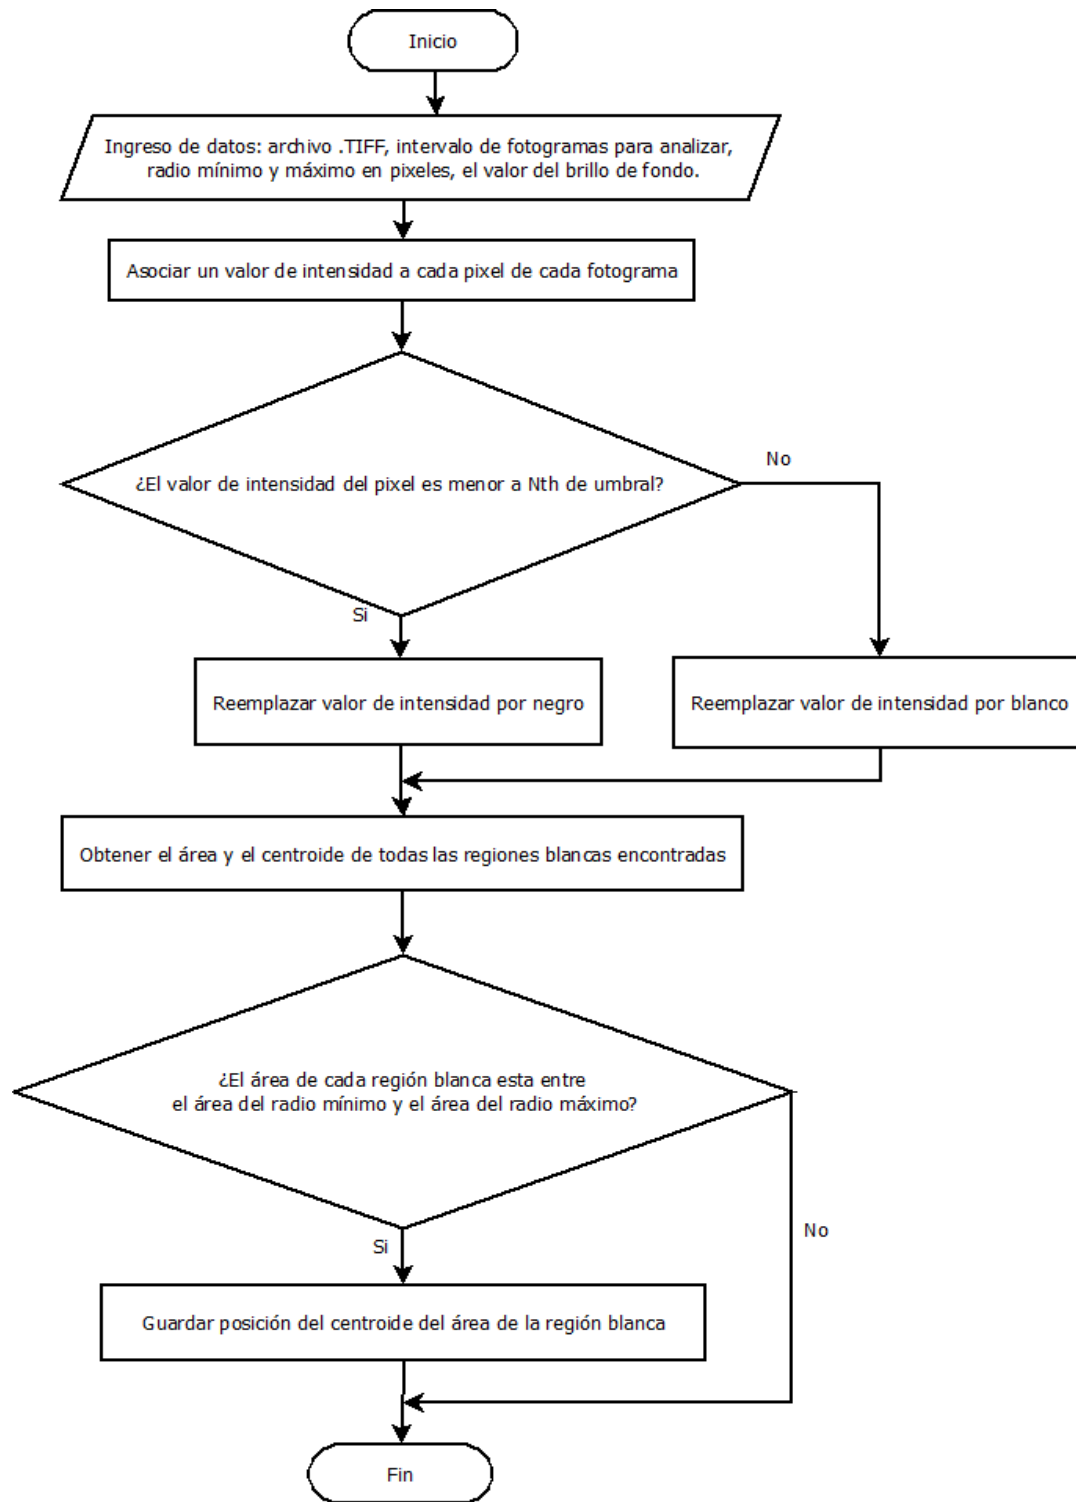 Inicio
Ingreso de datos: archivo .TIFF, intervalo de fotogramas para analizar,
radio mínimo y máximo en pixeles, el valor del brillo de fondo.
Asociar un valor de intensidad a cada pixel de cada fotograma
No
¿El valor de intensidad del pixel es menor a Nth de umbral?
Si
Reemplazar valor de intensidad por negro
Reemplazar valor de intensidad por blanco
Obtener el área y el centroide de todas las regiones blancas encontradas
¿El área de cada región blanca esta entre
el área del radio mínimo y el área del radio máximo?
No
Si
Guardar posición del centroide del área de la región blanca
Fin